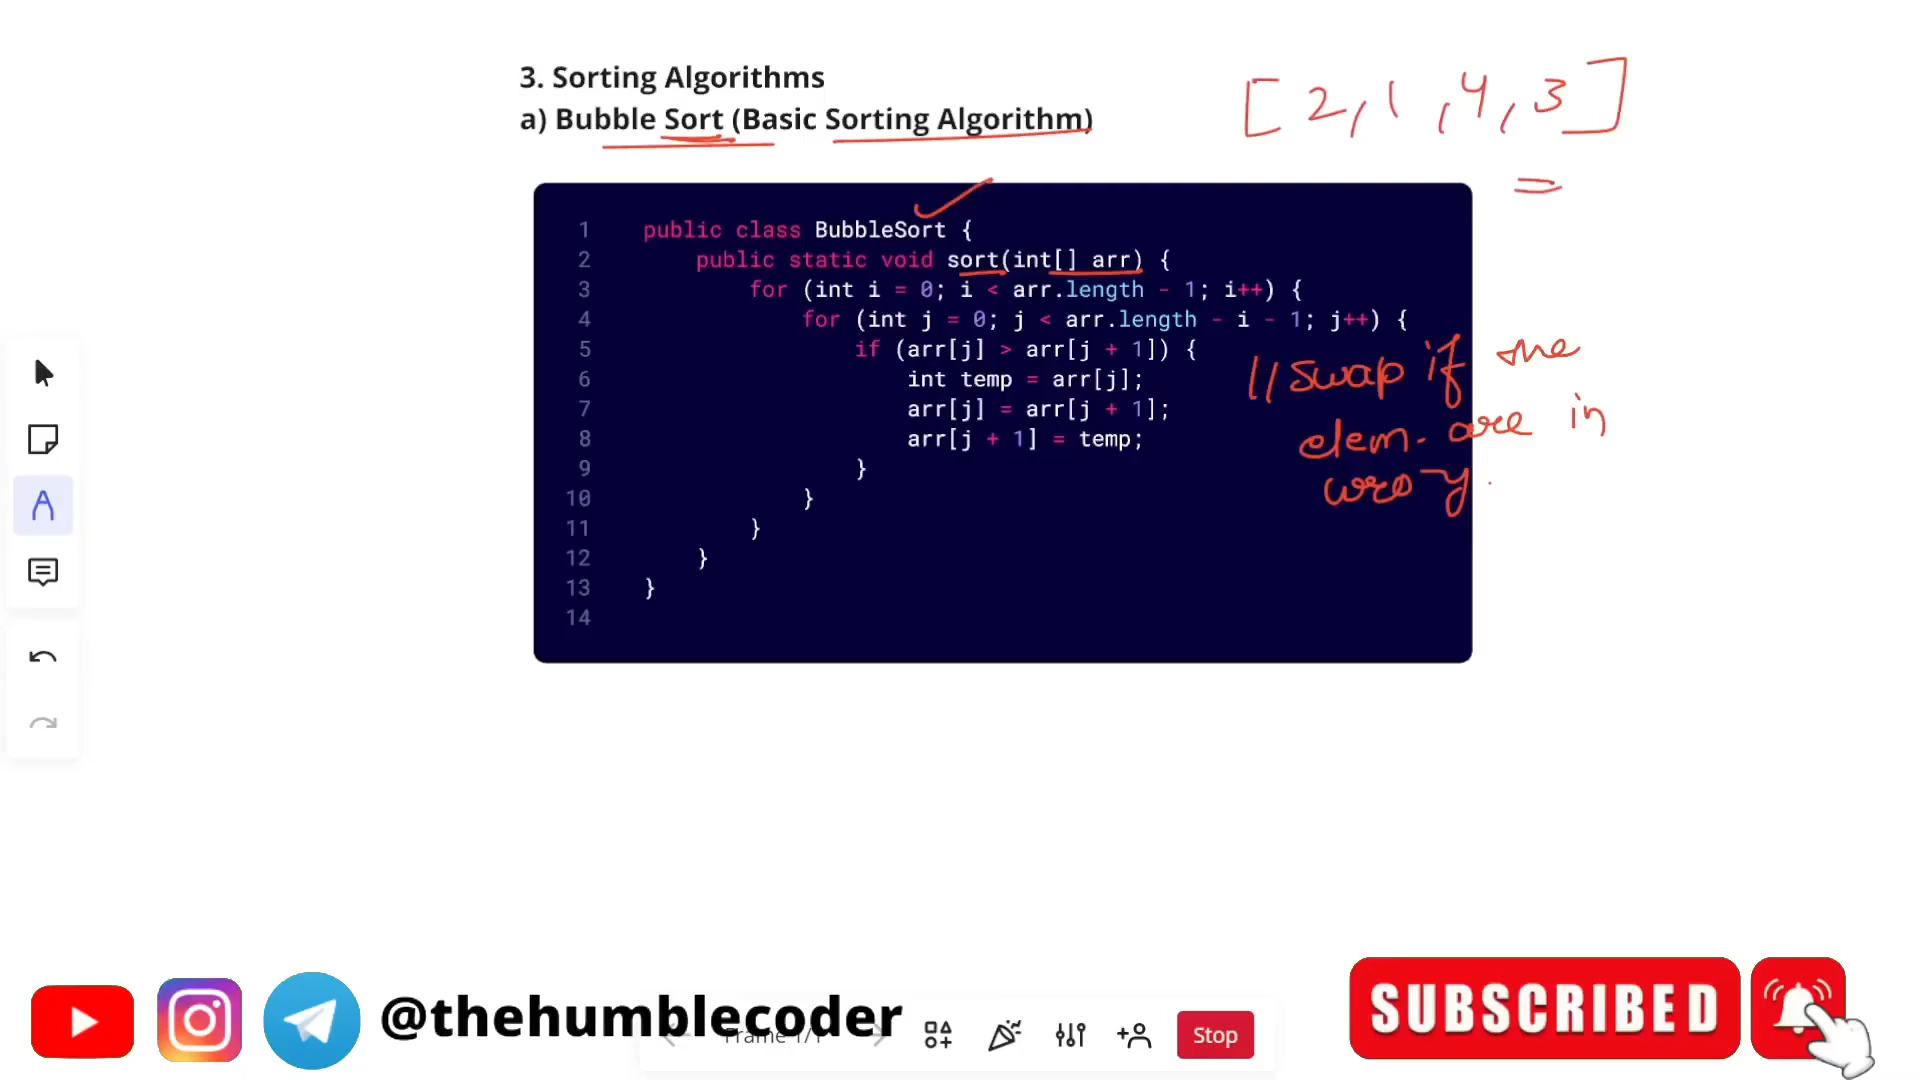 3. Sorting Algorithms
a) Bubble Sort (Basic Sorting Algorithm)
[2, 1, 4, 3]
=
1 public class BubbleSort {
2 public static void sort(int[] arr) {
3 for (int i = 0; i < arr.length - 1; i++) {
4 for (int j = 0; j < arr.length - i - 1; j++) {
5 if (arr[j] > arr[j + 1]) {
6 int temp = arr[j];
7 arr[j] = arr[j + 1];
8 arr[j + 1] = temp;
9 }
10 }
11 }
12 }
13 }
14
//swap if the
elem. are in
@thehumblecoder
Frame 1/1
Stop
SUBSCRIBED